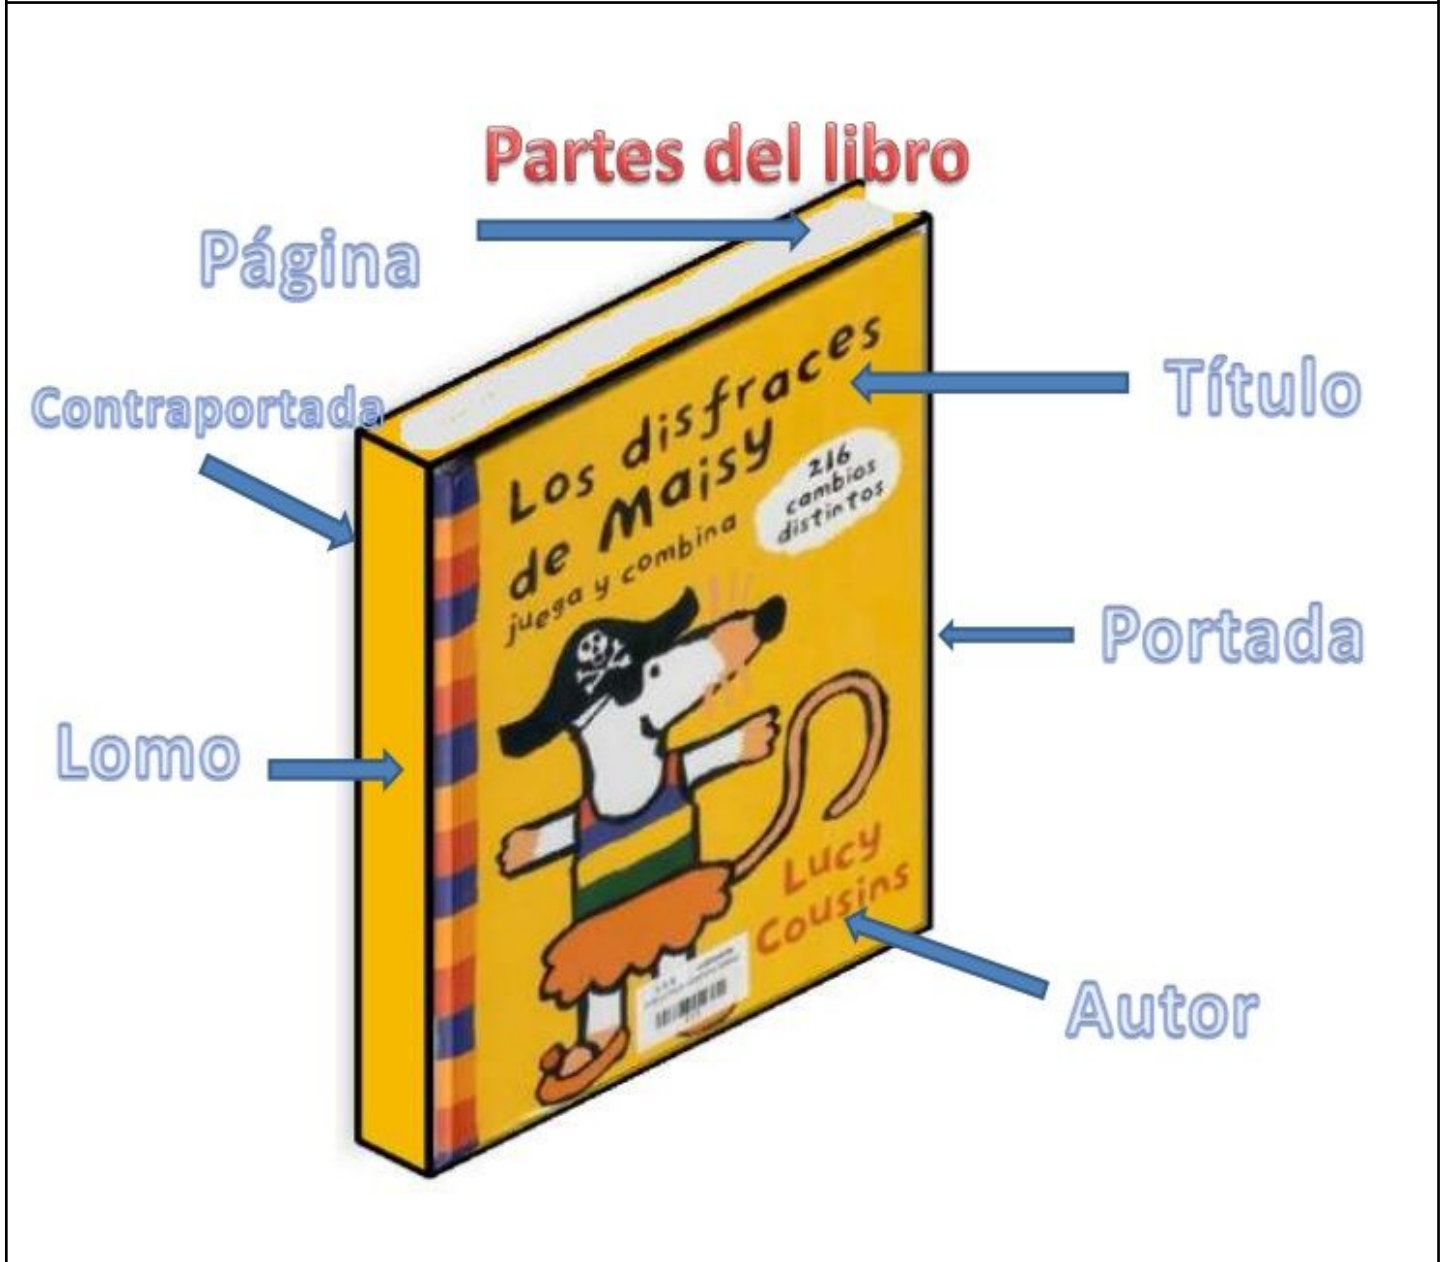 Partes del libro
Página
Contraportada
Título
Los disfraces
de Maisy
juega y combina
216
cambios
distintos
Portada
Lomo
Lucy
Cousins
Autor